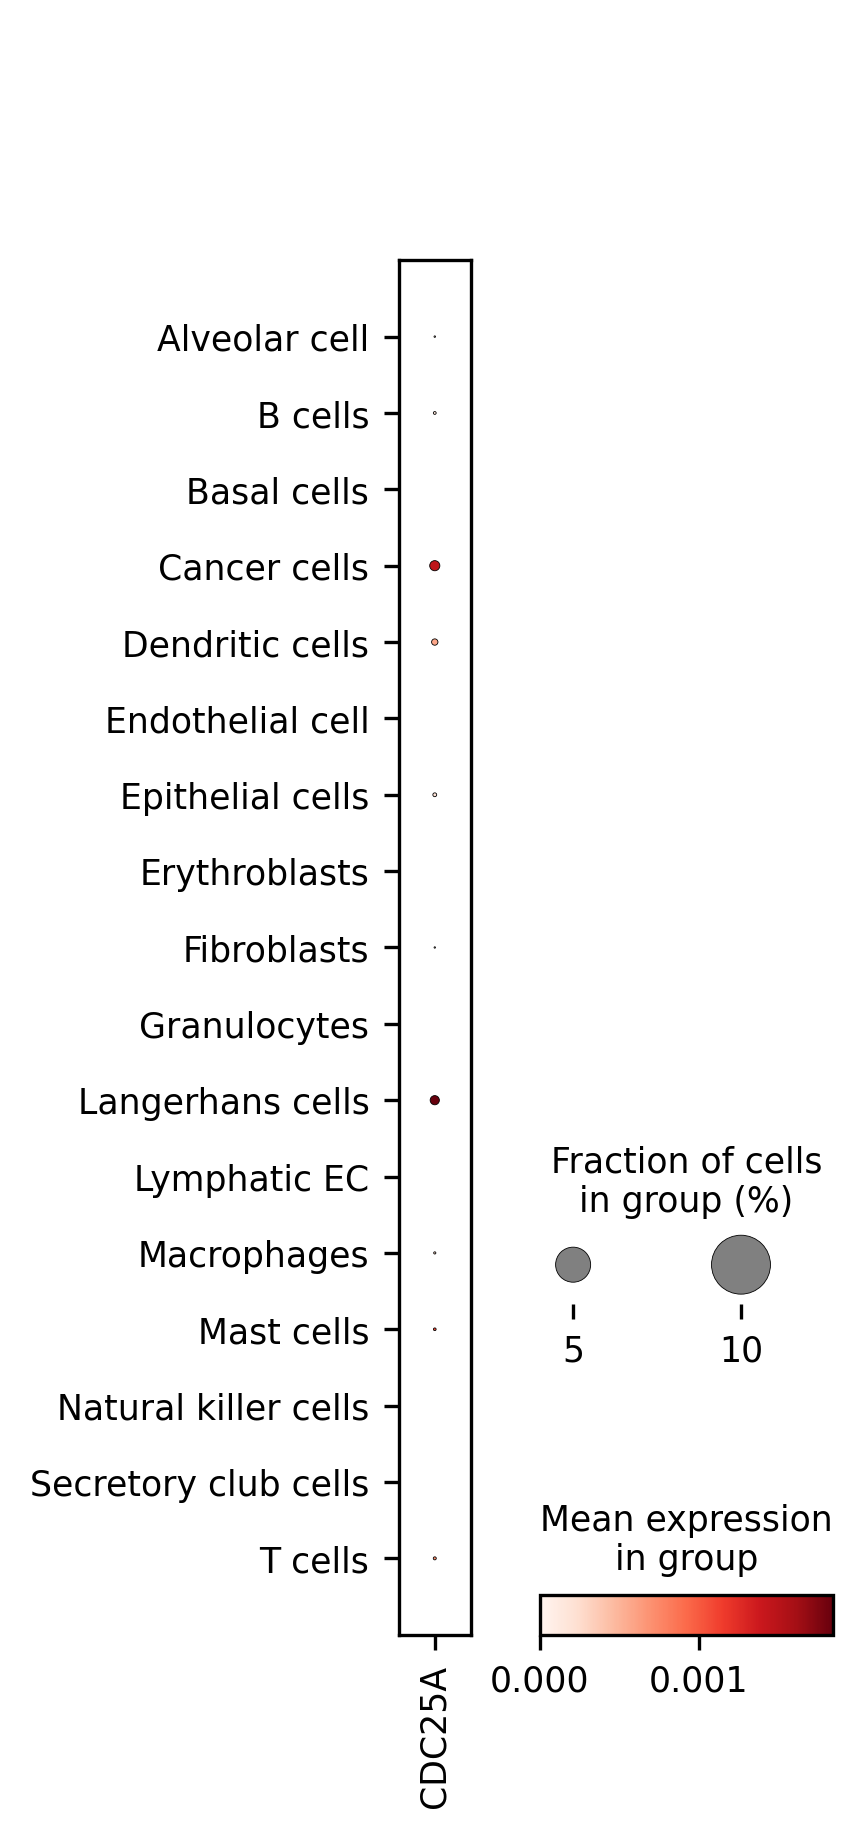 Alveolar cell
B cells
Basal cells
Cancer cells
Dendritic cells
Endothelial cell
Epithelial cells
Erythroblasts
Fibroblasts
Granulocytes
Langerhans cells
Lymphatic EC
Macrophages
Mast cells
Natural killer cells
Secretory club cells
T cells
CDC25A
Fraction of cells
in group (%)
5 10
Mean expression
in group
0.000 0.001